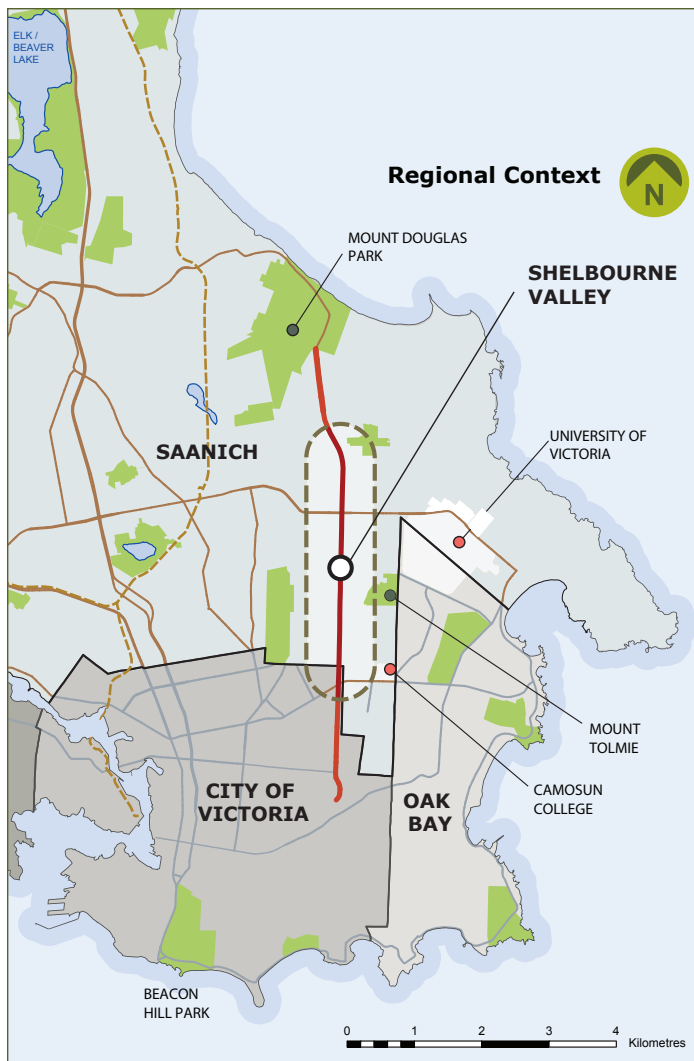 ELK /
BEAVER
LAKE
Regional Context
N
MOUNT DOUGLAS
PARK
SHELBOURNE
VALLEY
SAANICH
UNIVERSITY OF
VICTORIA
MOUNT
TOLMIE
CITY OF
VICTORIA
OAK
BAY
CAMOSUN
COLLEGE
BEACON
HILL PARK
0 1 2 3 4
Kilometres